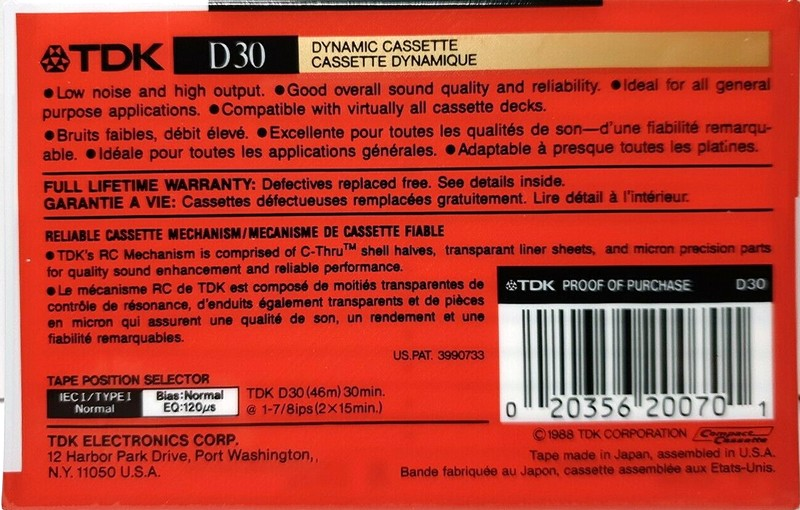 TDK D30 DYNAMIC CASSETTE
CASSETTE DYNAMIQUE
●Low noise and high output. ●Good overall sound quality and reliability. ●Ideal for all general
purpose applications. ●Compatible with virtually all cassette decks.
●Bruits faibles, débit élevé. ●Excellente pour toutes les qualités de son—d'une fiabilité remarqu-
able. ●Idéale pour toutes les applications générales. ●Adaptable à presque toutes les platines.
FULL LIFETIME WARRANTY: Defectives replaced free. See details inside.
GARANTIE A VIE: Cassettes défectueuses remplacées gratuitement. Lire détail à l'intérieur.
RELIABLE CASSETTE MECHANISM/MECANISME DE CASSETTE FIABLE
●TDK's RC Mechanism is comprised of C-Thru™ shell halves, transparant liner sheets, and micron precision parts
for quality sound enhancement and reliable performance.
●Le mécanisme RC de TDK est composé de moitiés transparentes de
contrôle de résonance, d'enduits également transparents et de pièces
en micron qui assurent une qualité de son, un rendement et une
fiabilité remarquables.
US.PAT. 3990733
TDK PROOF OF PURCHASE D30
0 20356 20070 1
TAPE POSITION SELECTOR
IEC I/TYPE I
Normal
Bias:Normal
EQ:120μs
TDK D30 (46m) 30min.
@ 1-7/8ips (2×15min.)
TDK ELECTRONICS CORP.
12 Harbor Park Drive, Port Washington,,
N.Y. 11050 U.S.A.
©1988 TDK CORPORATION Compact Cassette
Tape made in Japan, assembled in U.S.A.
Bande fabriquée au Japon, cassette assemblée aux Etats-Unis.